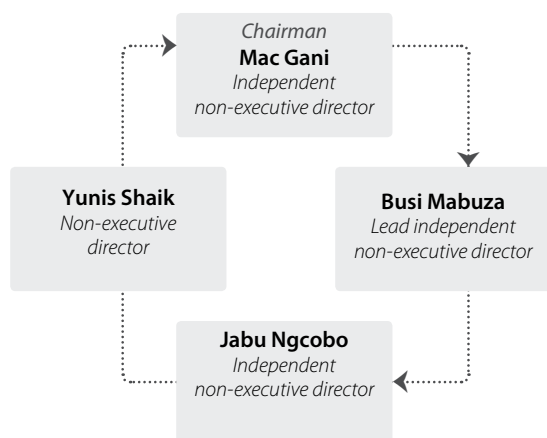 Chairman
Mac Gani
Independent
non-executive director
Yunis Shaik
Non-executive
director
Busi Mabuza
Lead independent
non-executive director
Jabu Ngcobo
Independent
non-executive director